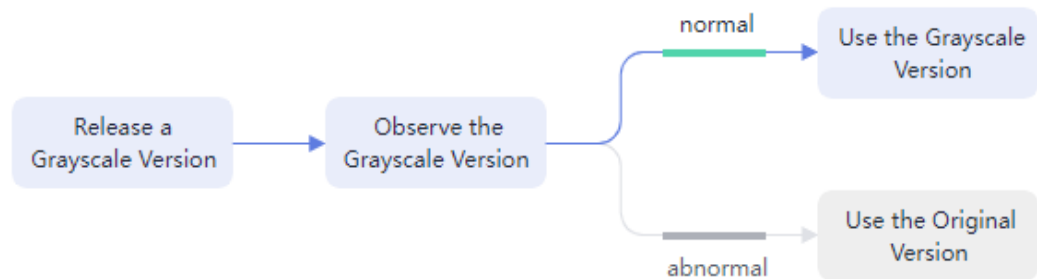 Release a
Grayscale Version
Observe the
Grayscale Version
normal
Use the Grayscale
Version
abnormal
Use the Original
Version